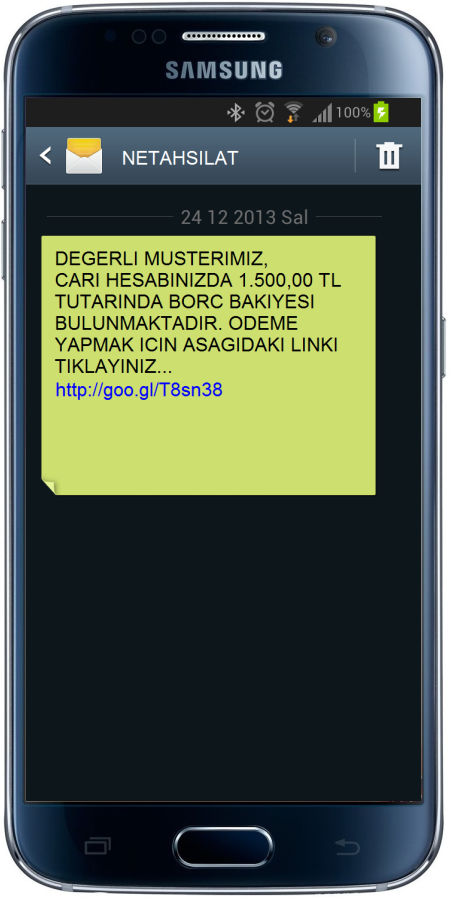 SAMSUNG
100%
NETAHSILAT
24 12 2013 Sal
DEGERLI MUSTERIMIZ,
CARI HESABINIZDA 1.500,00 TL
TUTARINDA BORC BAKIYESI
BULUNMAKTADIR. ODEME
YAPMAK ICIN ASAGIDAKI LINKI
TIKLAYINIZ...
http://goo.gl/T8sn38